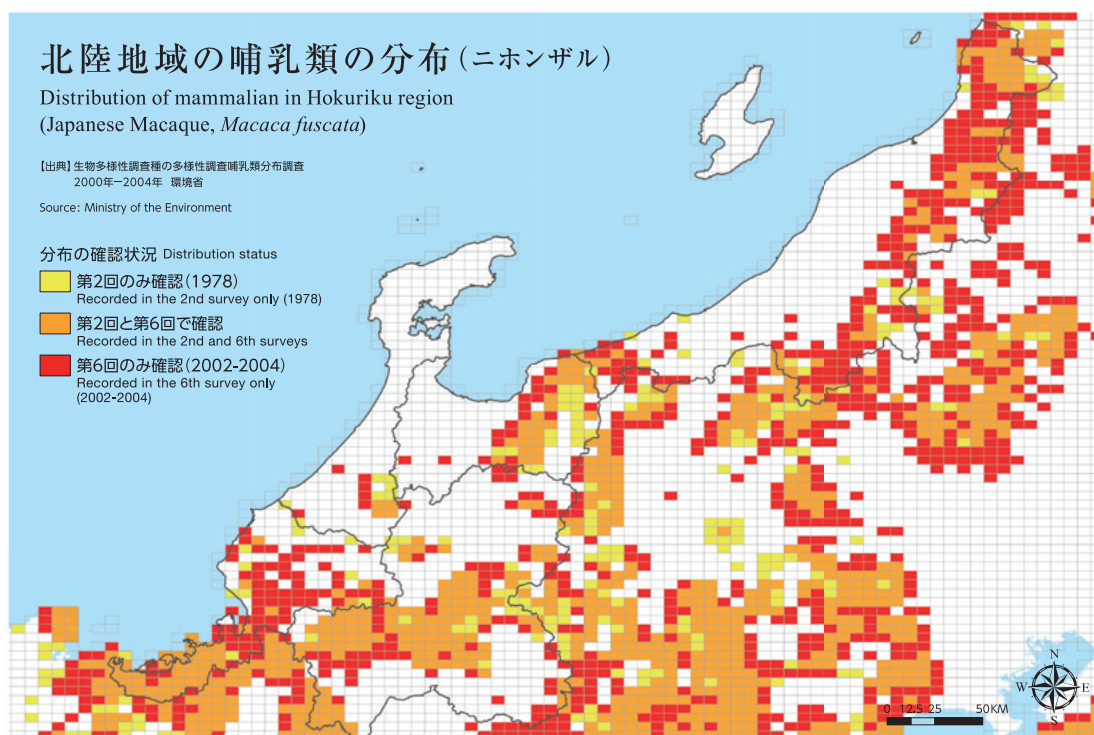 北陸地域の哺乳類の分布(ニホンザル)
Distribution of mammalian in Hokuriku region
(Japanese Macaque, Macaca fuscata)
【出典】生物多様性調査種の多様性調査哺乳類分布調査
2000年−2004年 環境省
Source: Ministry of the Environment
分布の確認状況 Distribution status
第2回のみ確認(1978)
Recorded in the 2nd survey only (1978)
第2回と第6回で確認
Recorded in the 2nd and 6th surveys
第6回のみ確認(2002-2004)
Recorded in the 6th survey only
(2002-2004)
N
W E
S
0 12.5 25 50KM